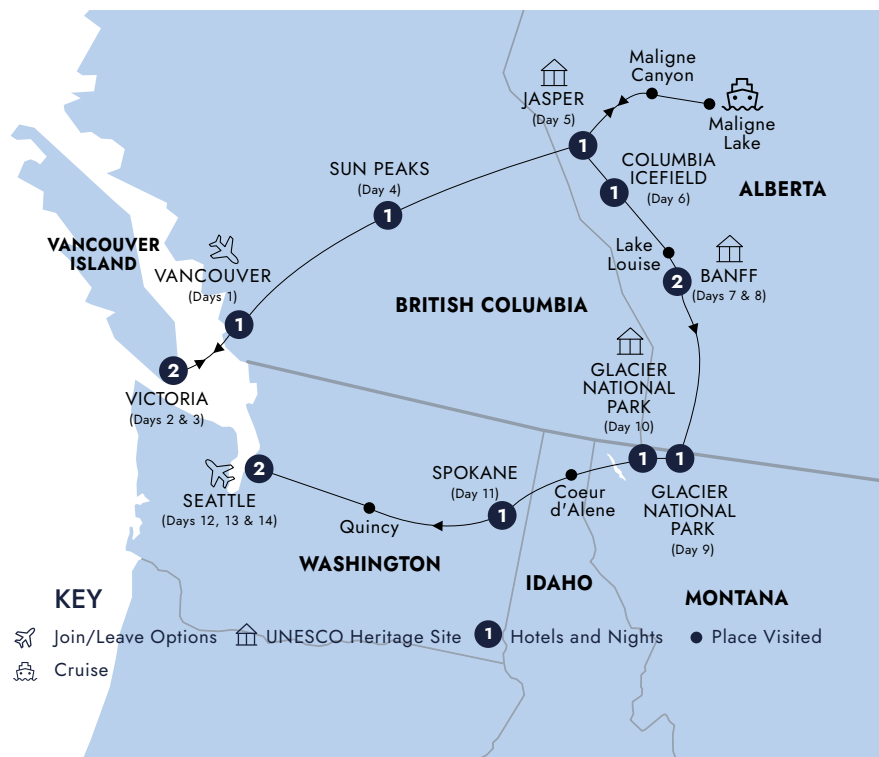 Maligne
Canyon
JASPER
(Day 5)
1
Maligne
Lake
SUN PEAKS
(Day 4)
1
COLUMBIA
ICEFIELD
(Day 6)
1
ALBERTA
VANCOUVER
ISLAND
VANCOUVER
(Days 1)
1
Lake
Louise
BANFF
(Days 7 & 8)
2
BRITISH COLUMBIA
2
VICTORIA
(Days 2 & 3)
GLACIER
NATIONAL
PARK
(Day 10)
1
1
GLACIER
NATIONAL
PARK
(Day 9)
2
SEATTLE
(Days 12, 13 & 14)
SPOKANE
(Day 11)
1
Coeur
d'Alene
Quincy
WASHINGTON
IDAHO
MONTANA
KEY
Join/Leave Options
UNESCO Heritage Site
1 Hotels and Nights
Place Visited
Cruise